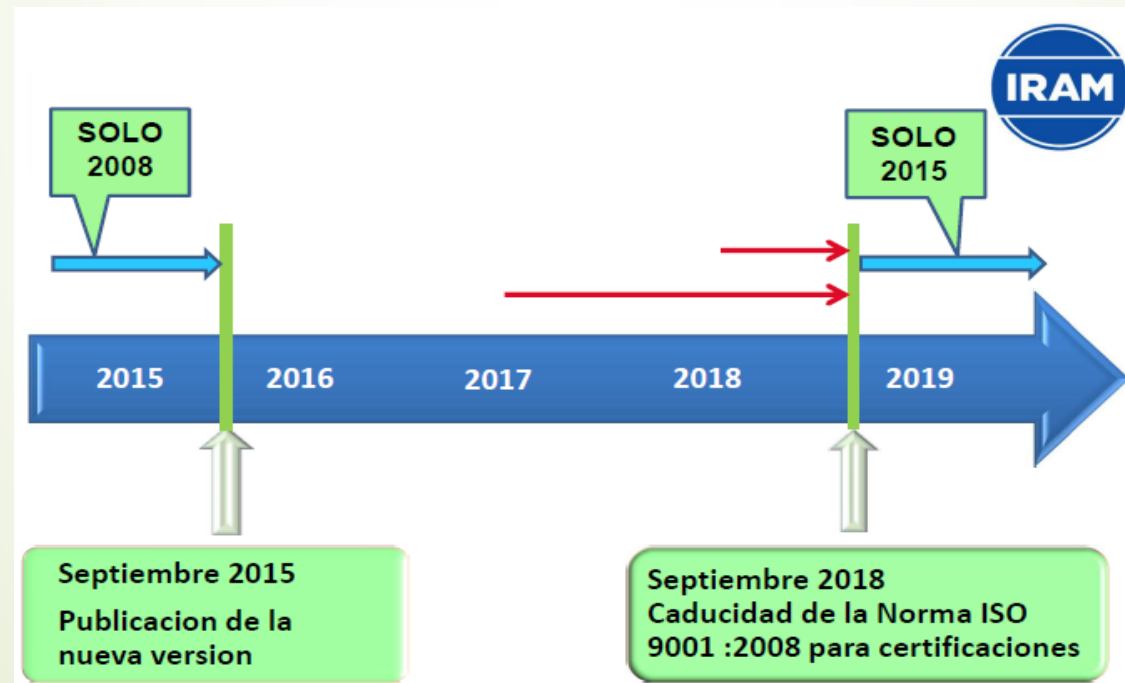 IRAM
SOLO
2008
SOLO
2015
2015
2016
2017
2018
2019
Septiembre 2015
Publicacion de la
nueva version
Septiembre 2018
Caducidad de la Norma ISO
9001 :2008 para certificaciones